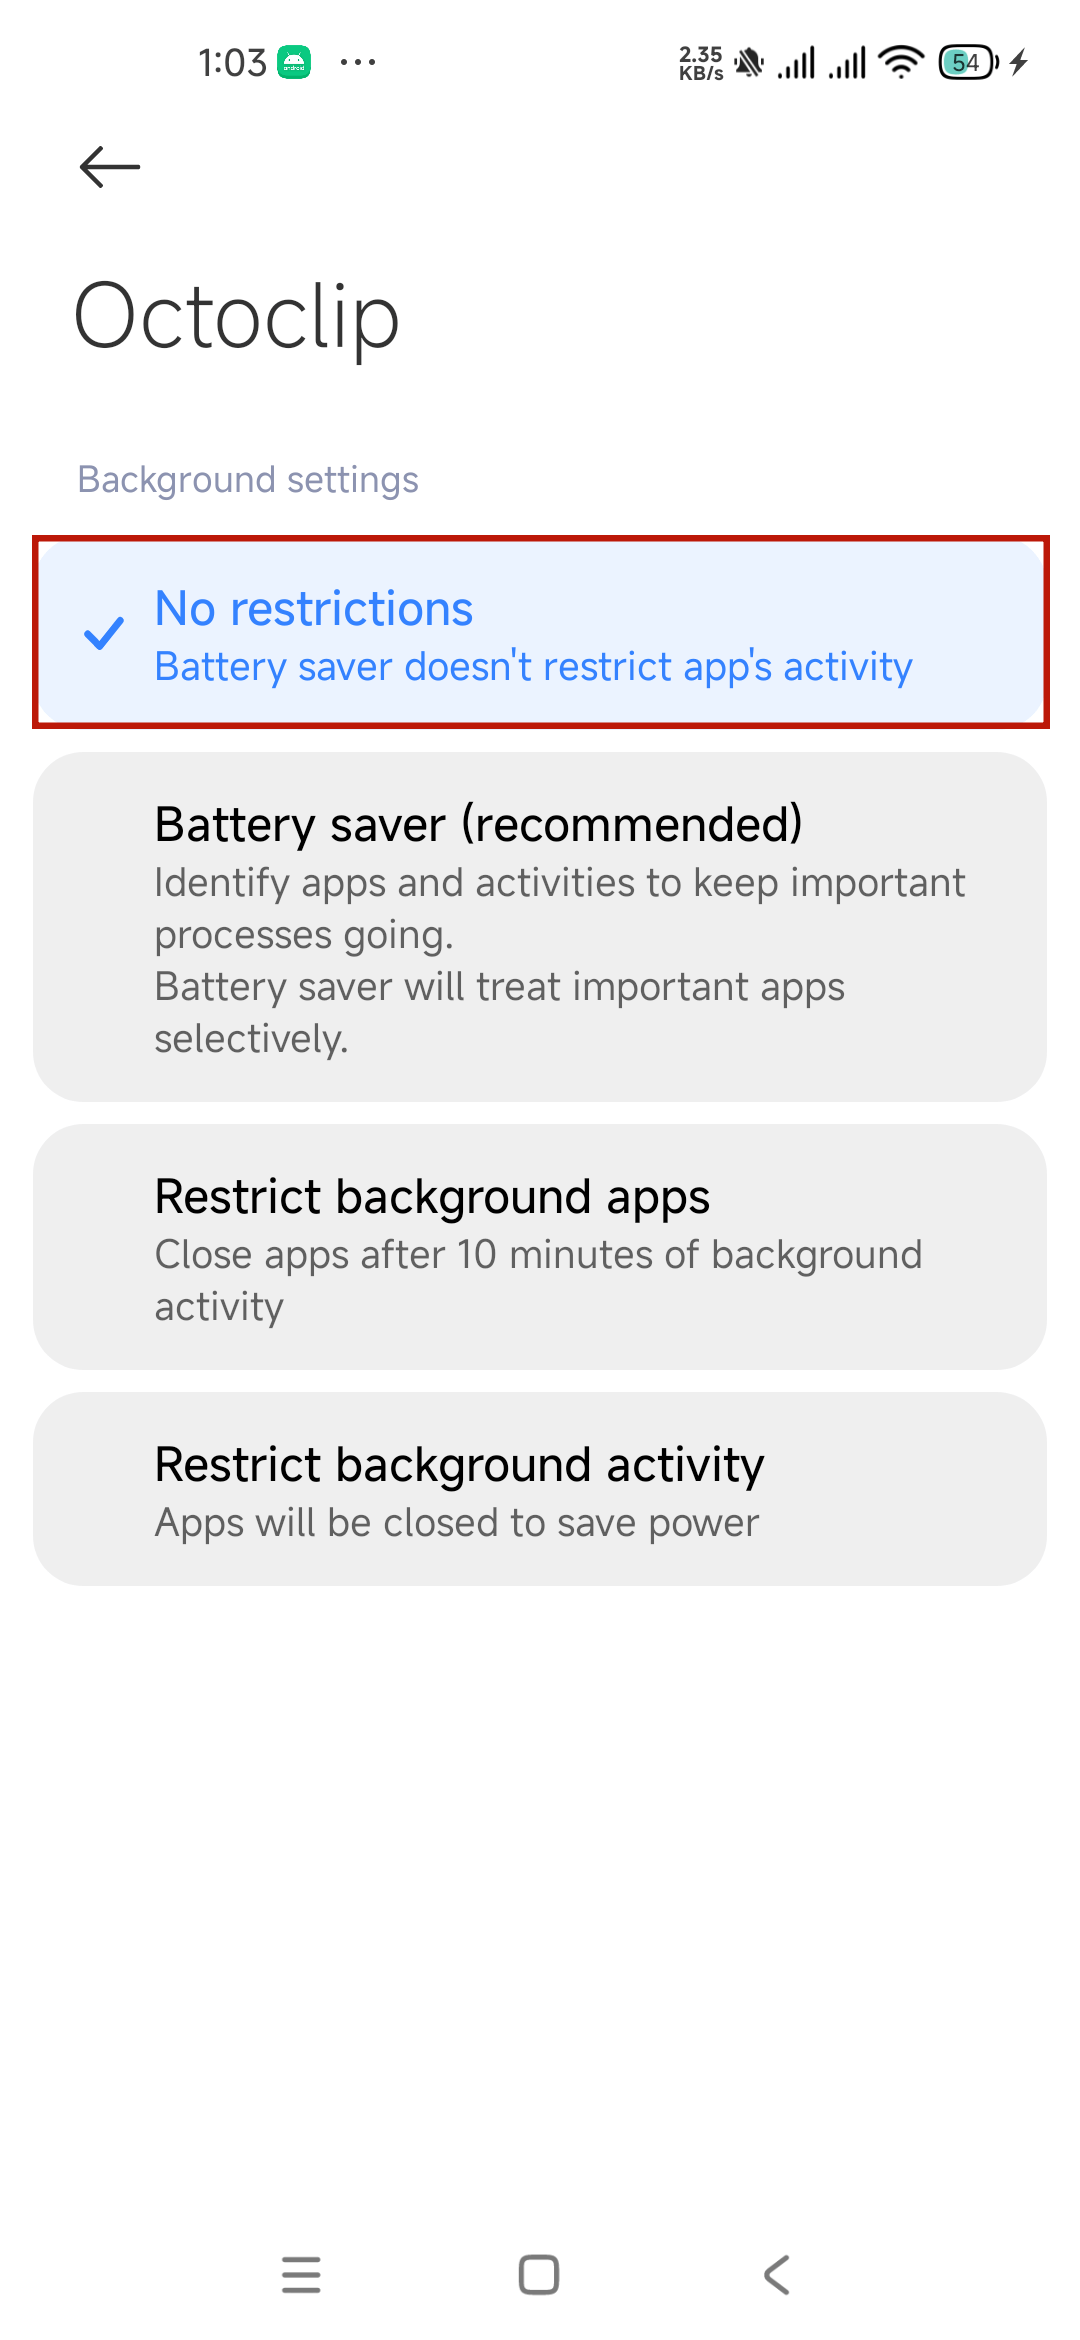 1:03
2.35
KB/s
54
Octoclip
Background settings
No restrictions
Battery saver doesn't restrict app's activity
Battery saver (recommended)
Identify apps and activities to keep important
processes going.
Battery saver will treat important apps
selectively.
Restrict background apps
Close apps after 10 minutes of background
activity
Restrict background activity
Apps will be closed to save power